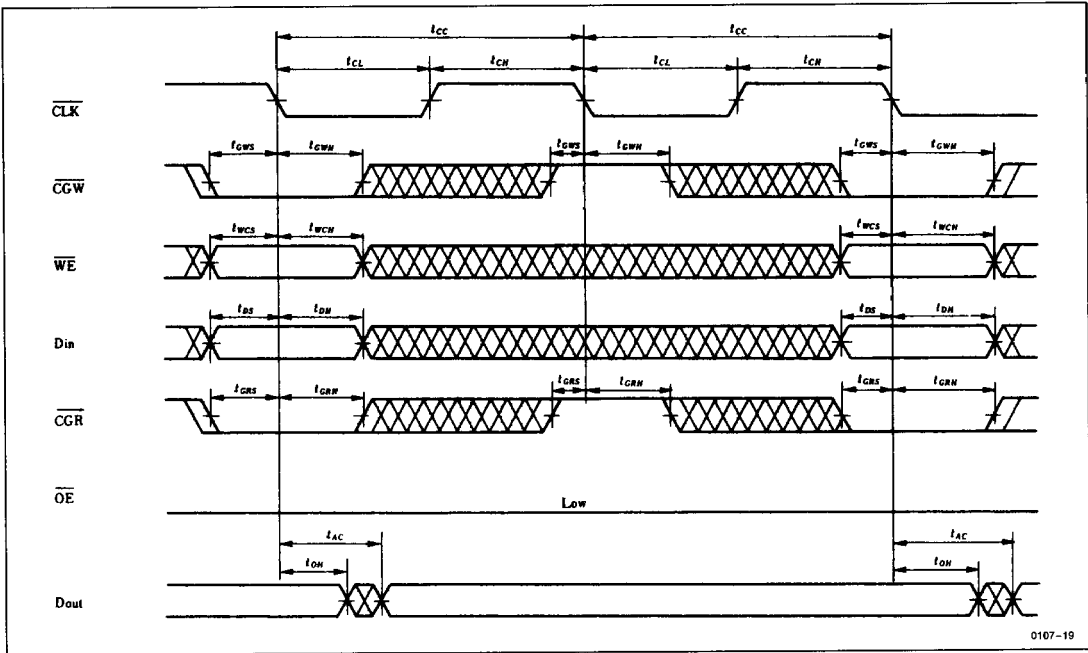 tCC tCC
tCL tCH tCL tCH
CLK
tGWS tGWH tGWS tGWH tGWS tGWH
CGW
tWCS tWCH tWCS tWCH
WE
tDS tDH tDS tDH
Din
tGRS tGRH tGRS tGRH tGRS tGRH
CGR
OE
Low
tAC tAC
tOH tOH
Dout
0107-19